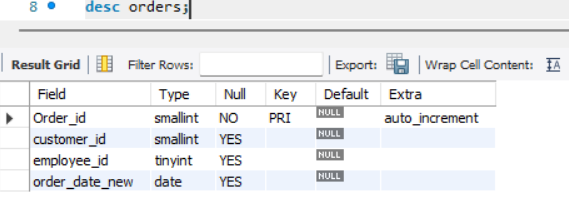 8 desc orders;
Result Grid Filter Rows: Export: Wrap Cell Content: IA
Field Type Null Key Default Extra
Order_id smallint NO PRI NULL auto_increment
customer_id smallint YES NULL
employee_id tinyint YES NULL
order_date_new date YES NULL